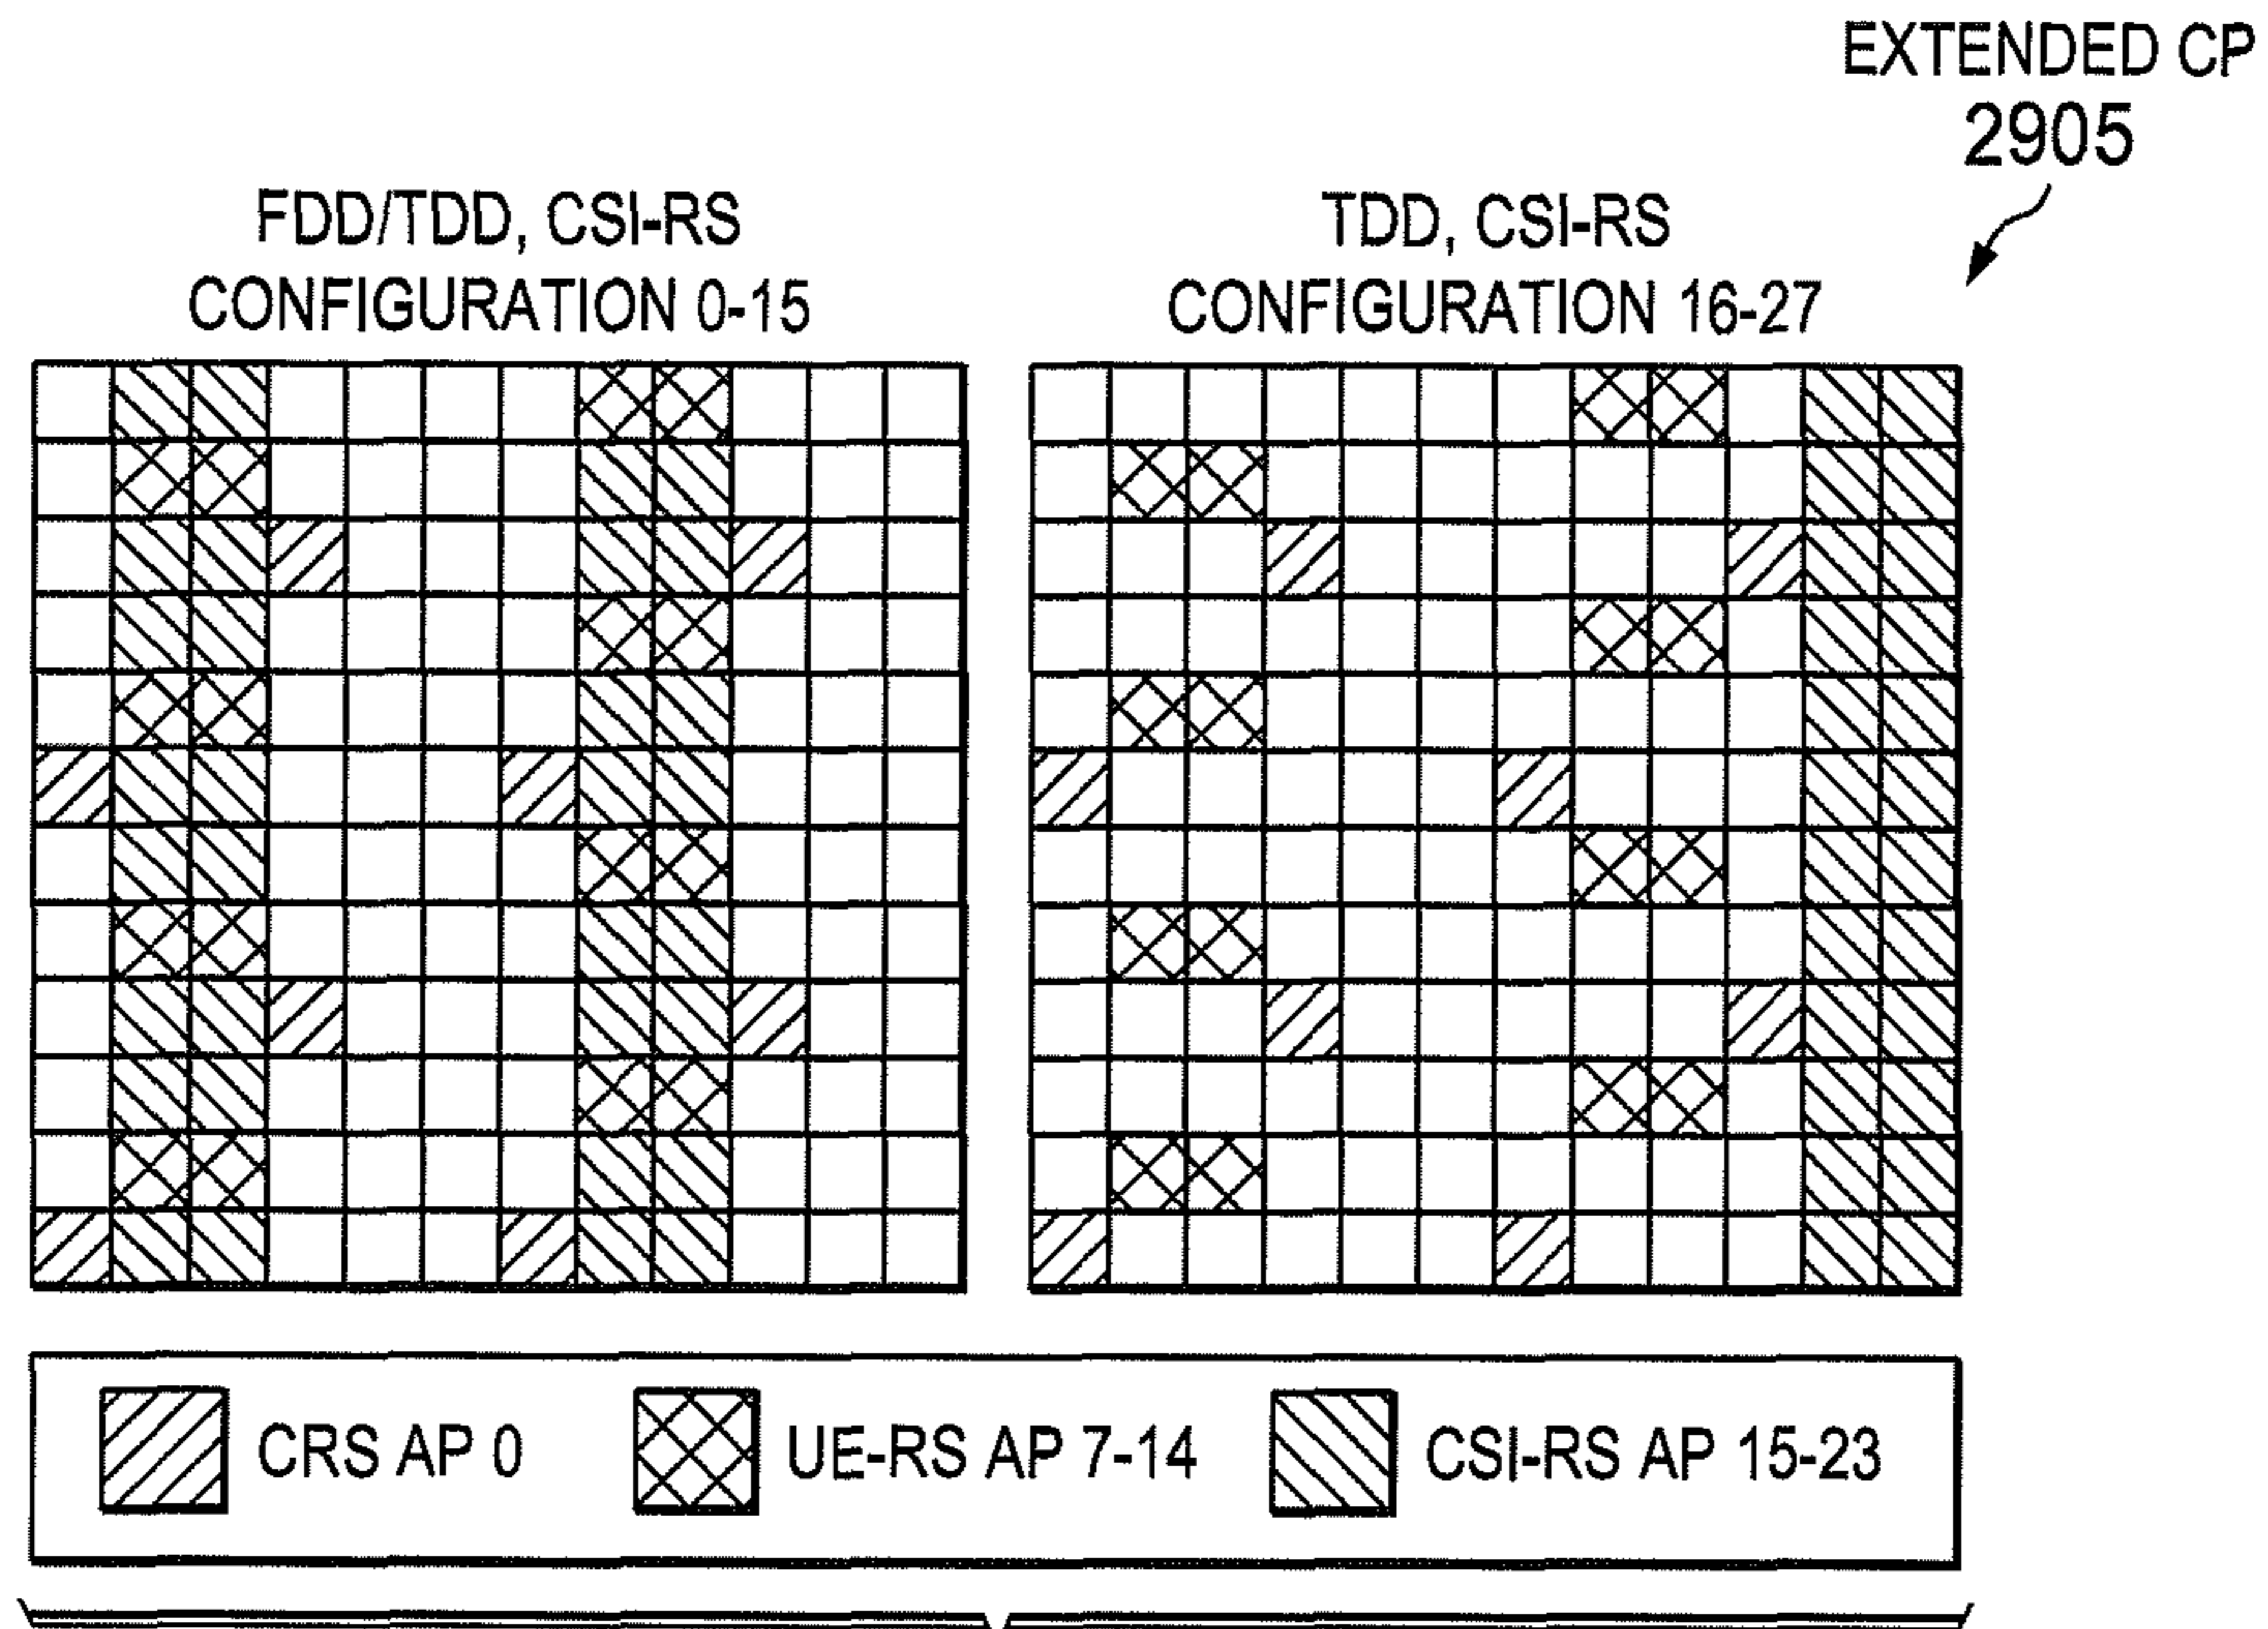 EXTENDED CP
2905
FDD/TDD, CSI-RS
CONFIGURATION 0-15
TDD, CSI-RS
CONFIGURATION 16-27
CRS AP 0
UE-RS AP 7-14
CSI-RS AP 15-23